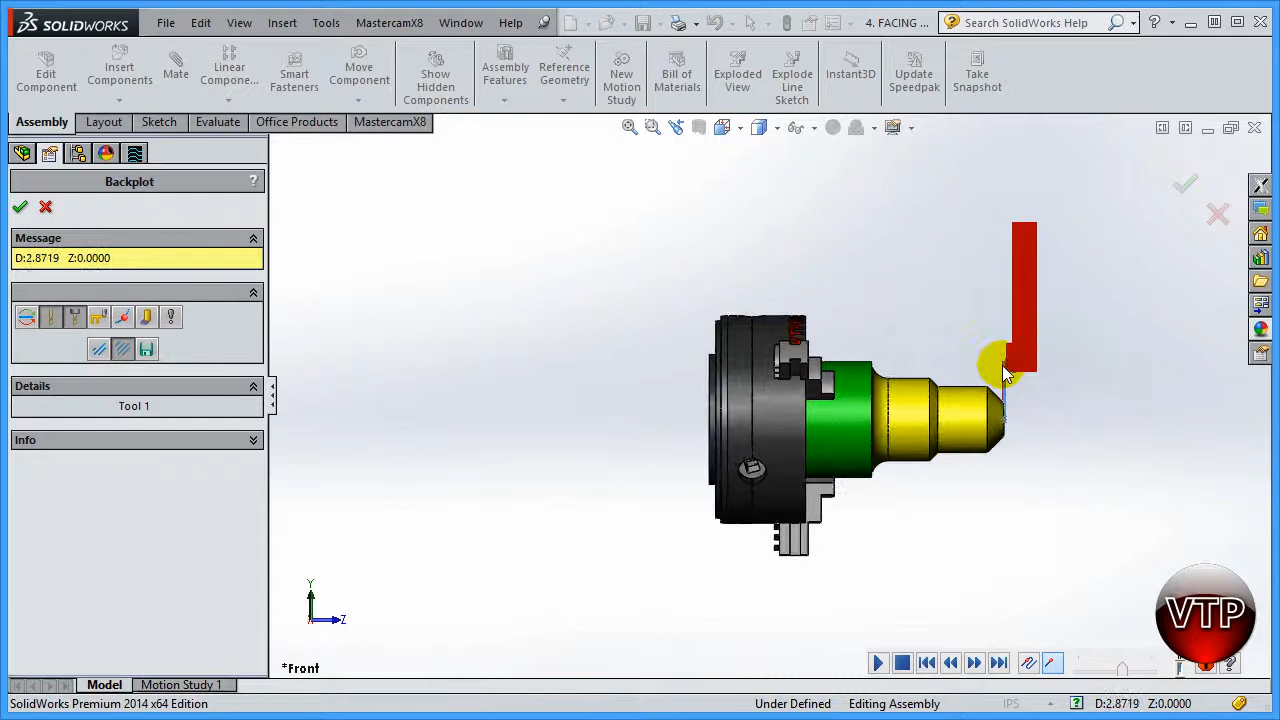 SOLIDWORKS File Edit View Insert Tools MastercamX8 Window Help 4. FACING ... Search SolidWorks Help
Edit Component
Insert Components
Mate
Linear Compone...
Smart Fasteners
Move Component
Show Hidden Components
Assembly Features
Reference Geometry
New Motion Study
Bill of Materials
Exploded View
Explode Line Sketch
Instant3D
Update Speedpak
Take Snapshot
Assembly Layout Sketch Evaluate Office Products MastercamX8
Backplot ?
Message
D:2.8719 Z:0.0000
Details
Tool 1
Info
Y
Z
*Front
VTP
Model Motion Study 1
SolidWorks Premium 2014 x64 Edition Under Defined Editing Assembly IPS D:2.8719 Z:0.0000